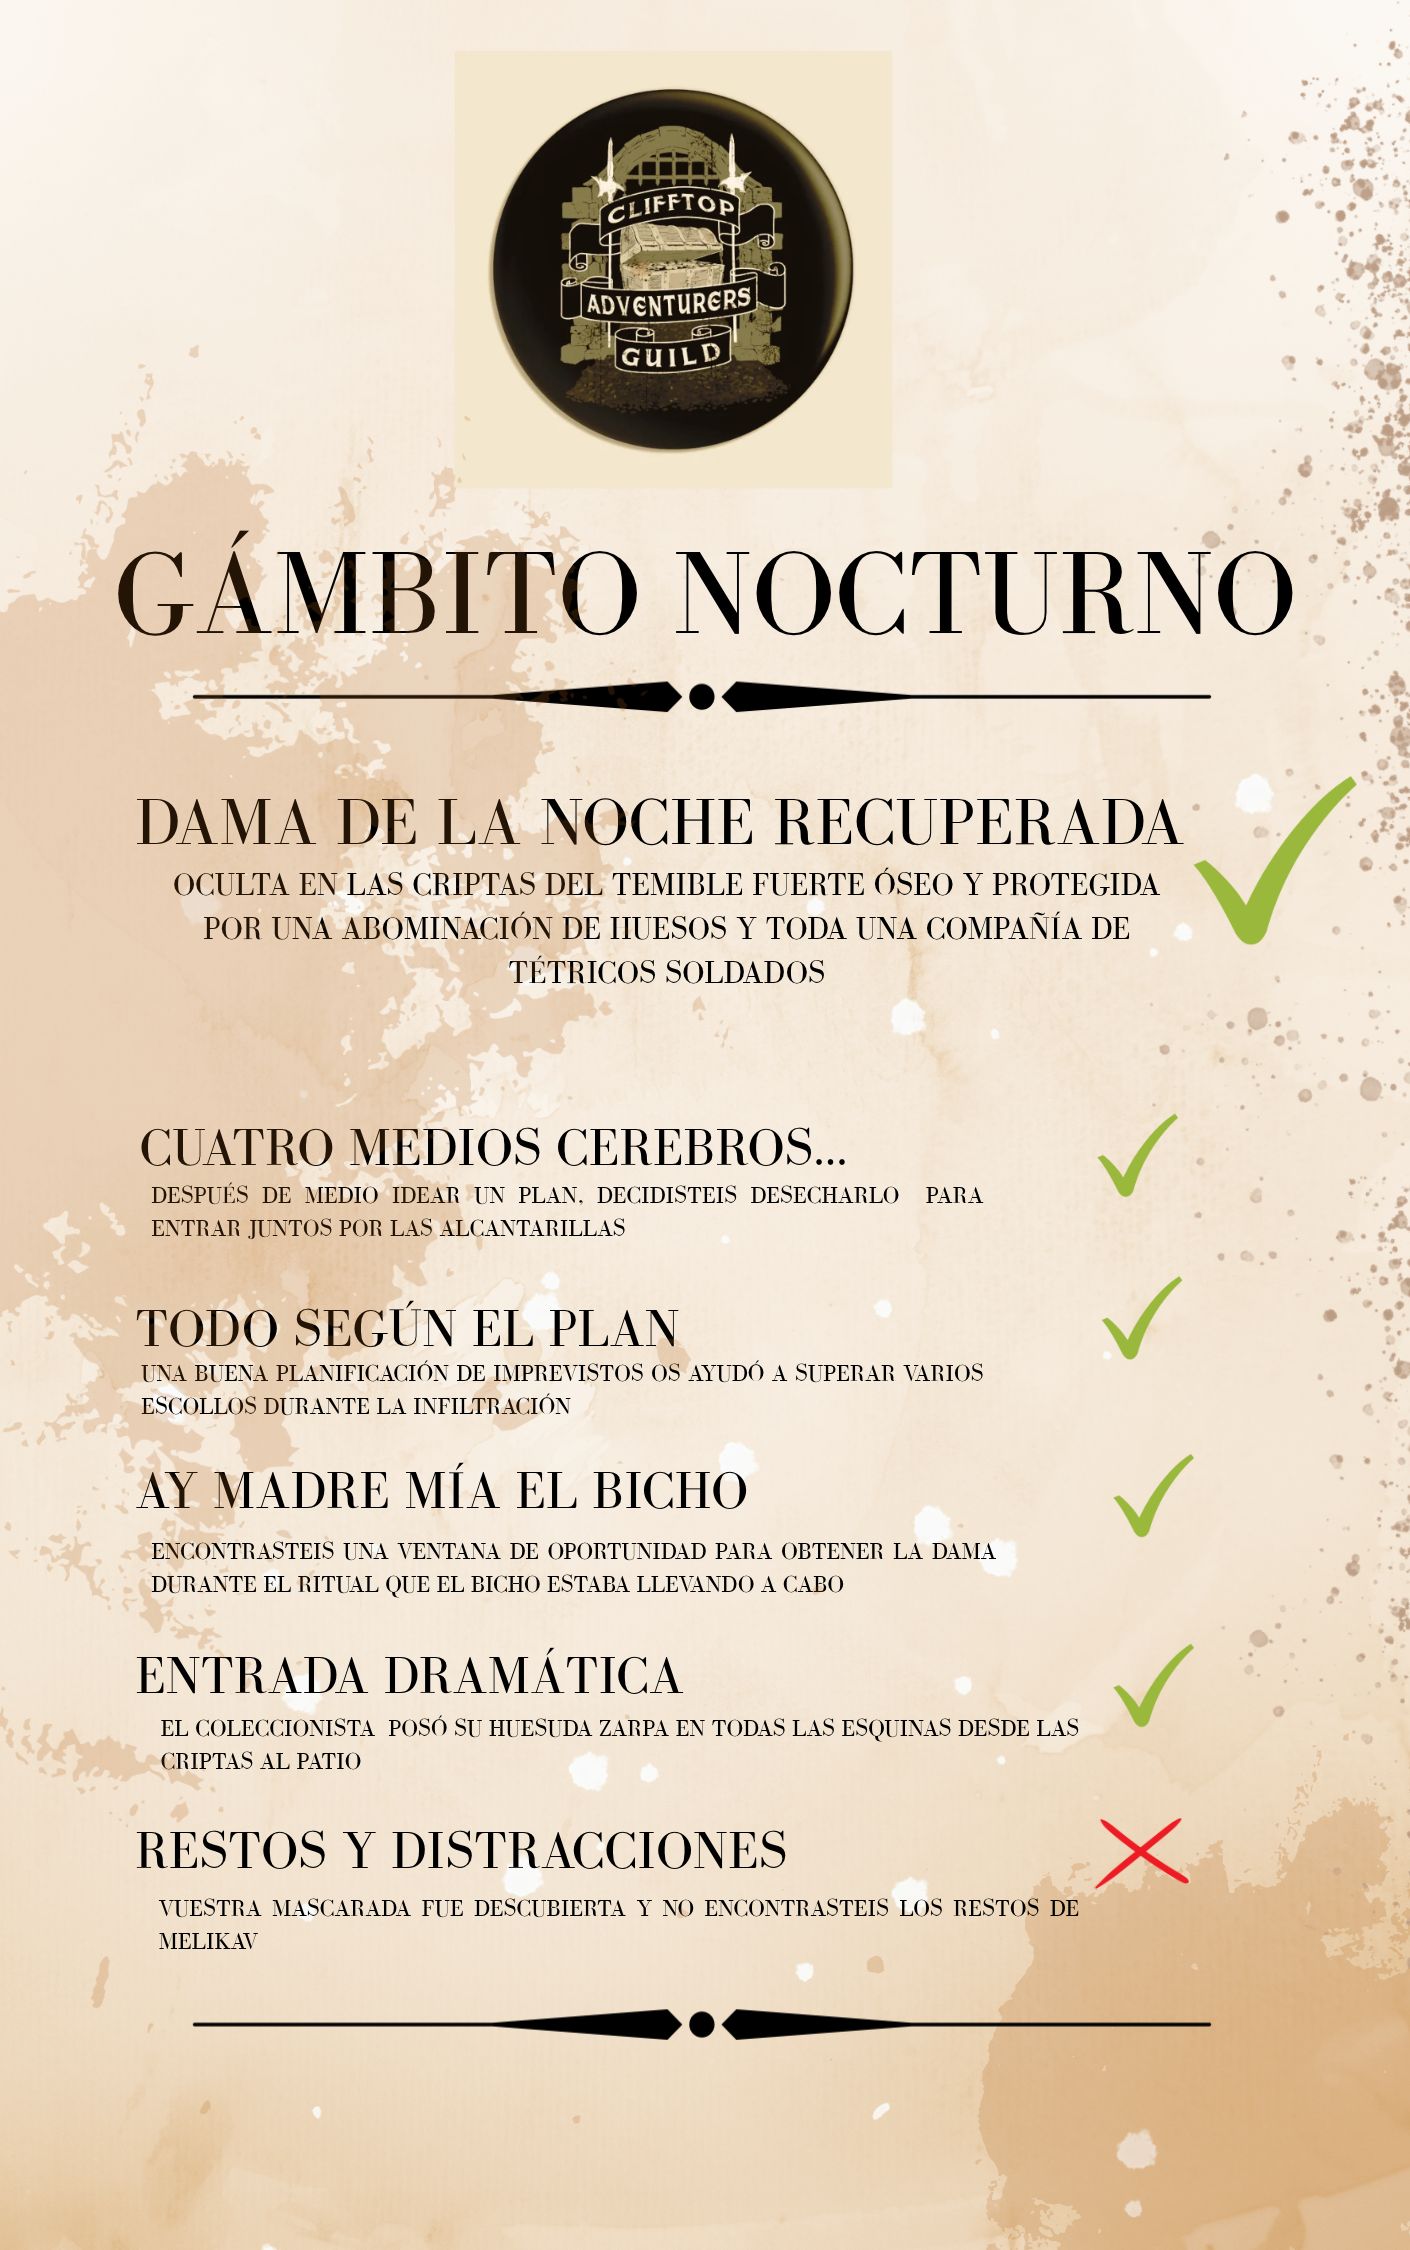 CLIFFTOP
ADVENTURERS
GUILD
GÁMBITO NOCTURNO
DAMA DE LA NOCHE RECUPERADA
OCULTA EN LAS CRIPTAS DEL TEMIBLE FUERTE ÓSEO Y PROTEGIDA
POR UNA ABOMINACIÓN DE HUESOS Y TODA UNA COMPAÑÍA DE
TÉTRICOS SOLDADOS
CUATRO MEDIOS CEREBROS...
DESPUÉS DE MEDIO IDEAR UN PLAN, DECIDISTEIS DESECHARLO PARA
ENTRAR JUNTOS POR LAS ALCANTARILLAS
TODO SEGÚN EL PLAN
UNA BUENA PLANIFICACIÓN DE IMPREVISTOS OS AYUDÓ A SUPERAR VARIOS
ESCOLLOS DURANTE LA INFILTRACIÓN
AY MADRE MÍA EL BICHO
ENCONTRASTEIS UNA VENTANA DE OPORTUNIDAD PARA OBTENER LA DAMA
DURANTE EL RITUAL QUE EL BICHO ESTABA LLEVANDO A CABO
ENTRADA DRAMÁTICA
EL COLECCIONISTA POSÓ SU HUESUDA ZARPA EN TODAS LAS ESQUINAS DESDE LAS
CRIPTAS AL PATIO
RESTOS Y DISTRACCIONES
VUESTRA MASCARADA FUE DESCUBIERTA Y NO ENCONTRASTEIS LOS RESTOS DE
MELIKAV